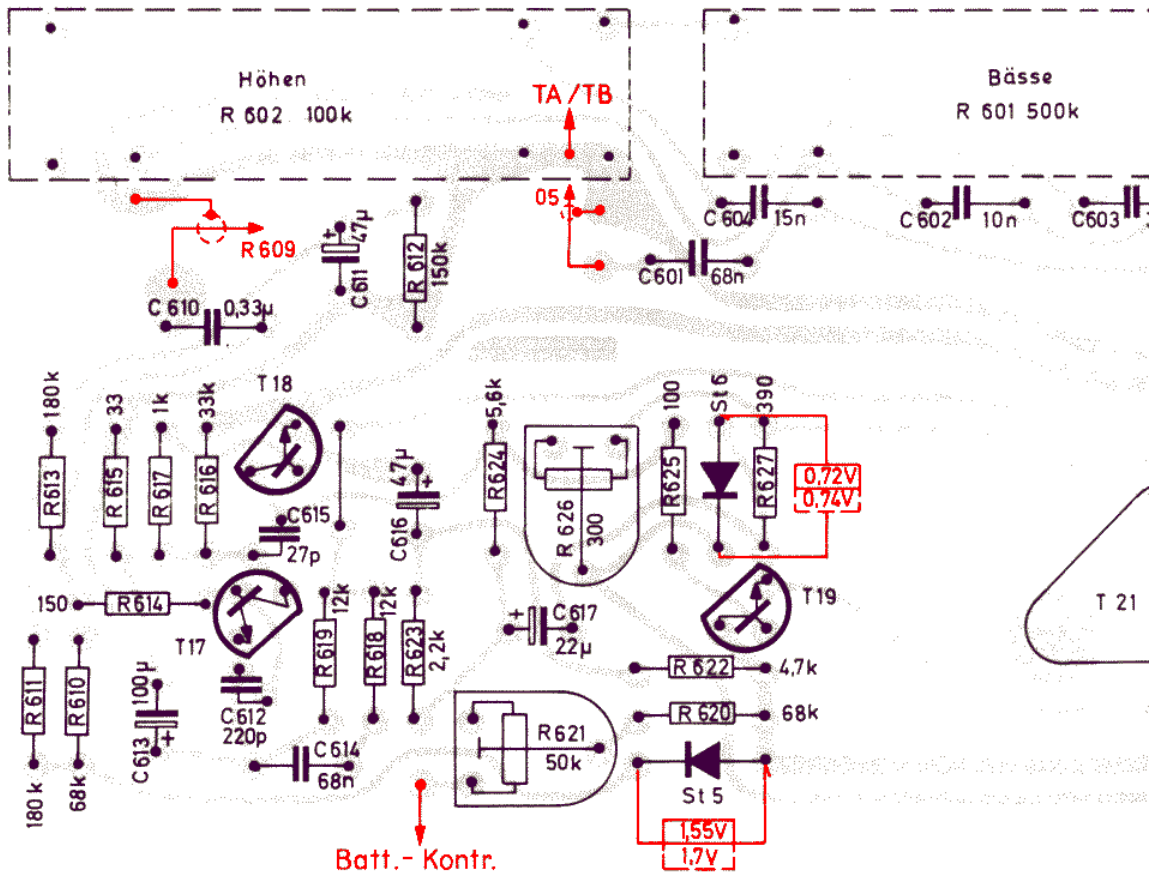 Höhen
R 602 100k
Bässe
R 601 500k
TA/TB
05
R 609
C 611
+
47µ
R 612
150k
C 604
15n
C 602
10n
C 603
C 601
68n
C 610
0,33µ
180k
33
1k
33k
T 18
5,6k
100
St 6
390
R 613
R 615
R 617
R 616
47µ
+
C 616
R 624
R 626
300
R 625
R 627
0,72V
0,74V
C 615
27p
150
R 614
T17
12k
R 619
12k
R 618
R 623
2,2k
+
C 617
22µ
T19
T 21
R 611
R 610
100µ
C 613
+
C 612
220p
R 622
4,7k
R 620
68k
R 621
50k
C 614
68n
180k
68k
St 5
1,55V
1,7V
Batt.- Kontr.